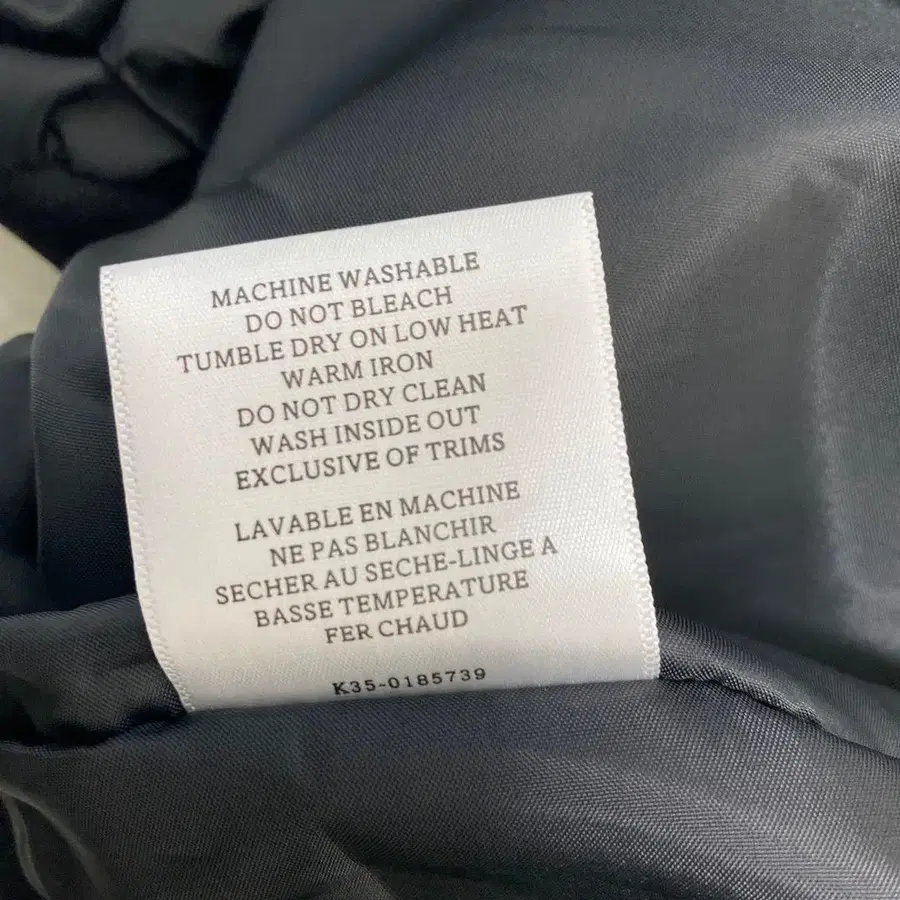 MACHINE WASHABLE
DO NOT BLEACH
TUMBLE DRY ON LOW HEAT
WARM IRON
DO NOT DRY CLEAN
WASH INSIDE OUT
EXCLUSIVE OF TRIMS
LAVABLE EN MACHINE
NE PAS BLANCHIR
SECHER AU SECHE-LINGE A
BASSE TEMPERATURE
FER CHAUD
K35-0185739